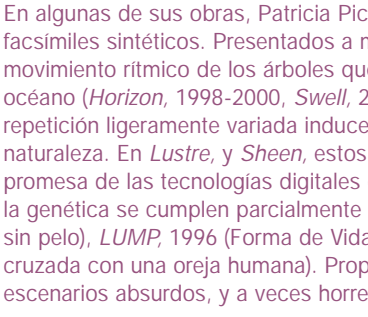 En algunas de sus obras, Patricia Pic
facsímiles sintéticos. Presentados a
movimiento rítmico de los árboles qu
océano (Horizon, 1998-2000, Swell, 2
repetición ligeramente variada induce
naturaleza. En Lustre, y Sheen, estos
promesa de las tecnologías digitales
la genética se cumplen parcialmente
sin pelo), LUMP, 1996 (Forma de Vida
cruzada con una oreja humana). Prop
escenarios absurdos, y a veces horre